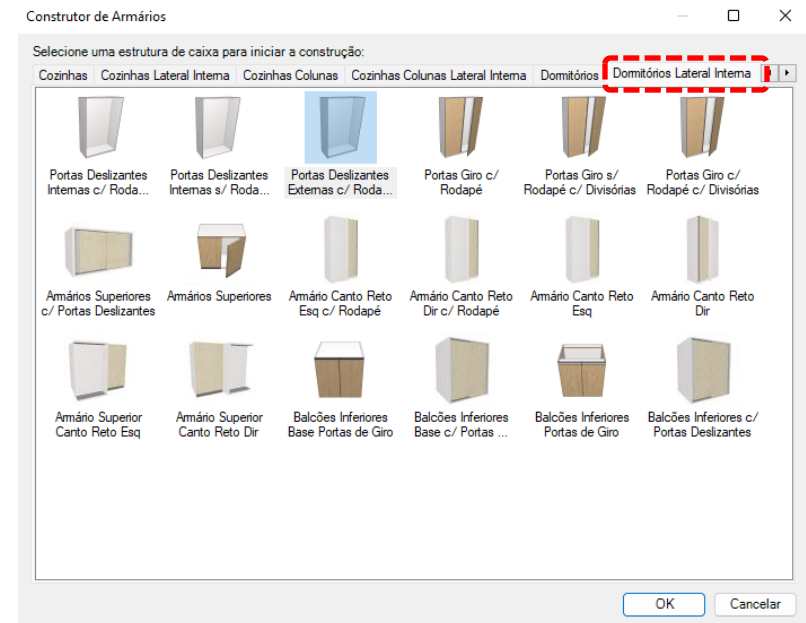 Construtor de Armários
Selecione uma estrutura de caixa para iniciar a construção:
Cozinhas Cozinhas Lateral Interna Cozinhas Colunas Cozinhas Colunas Lateral Interna Dormitórios Dormitórios Lateral Interna
Portas Deslizantes Internas c/ Roda...
Portas Deslizantes Internas s/ Roda...
Portas Deslizantes Externas c/ Roda...
Portas Giro c/ Rodapé
Portas Giro s/ Rodapé c/ Divisórias
Portas Giro c/ Rodapé c/ Divisórias
Armários Superiores c/ Portas Deslizantes
Armários Superiores
Armário Canto Reto Esq c/ Rodapé
Armário Canto Reto Dir c/ Rodapé
Armário Canto Reto Esq
Armário Canto Reto Dir
Armário Superior Canto Reto Esq
Armário Superior Canto Reto Dir
Balcões Inferiores Base Portas de Giro
Balcões Inferiores Base c/ Portas ...
Balcões Inferiores Portas de Giro
Balcões Inferiores c/ Portas Deslizantes
OK Cancelar